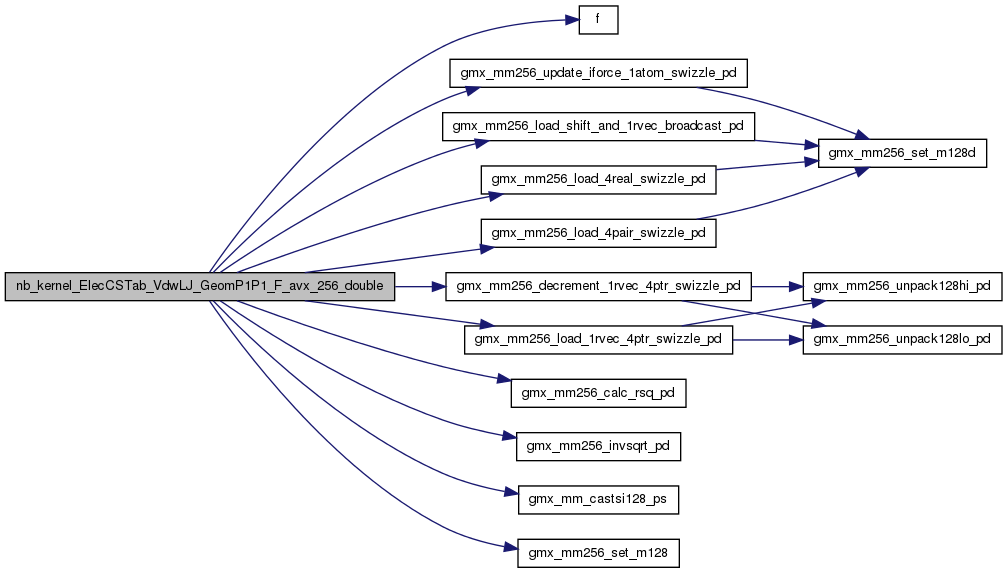 f
gmx_mm256_update_iforce_1atom_swizzle_pd
gmx_mm256_load_shift_and_1rvec_broadcast_pd
gmx_mm256_set_m128d
gmx_mm256_load_4real_swizzle_pd
gmx_mm256_load_4pair_swizzle_pd
nb_kernel_ElecCSTab_VdwLJ_GeomP1P1_F_avx_256_double
gmx_mm256_decrement_1rvec_4ptr_swizzle_pd
gmx_mm256_unpack128hi_pd
gmx_mm256_load_1rvec_4ptr_swizzle_pd
gmx_mm256_unpack128lo_pd
gmx_mm256_calc_rsq_pd
gmx_mm256_invsqrt_pd
gmx_mm_castsi128_ps
gmx_mm256_set_m128